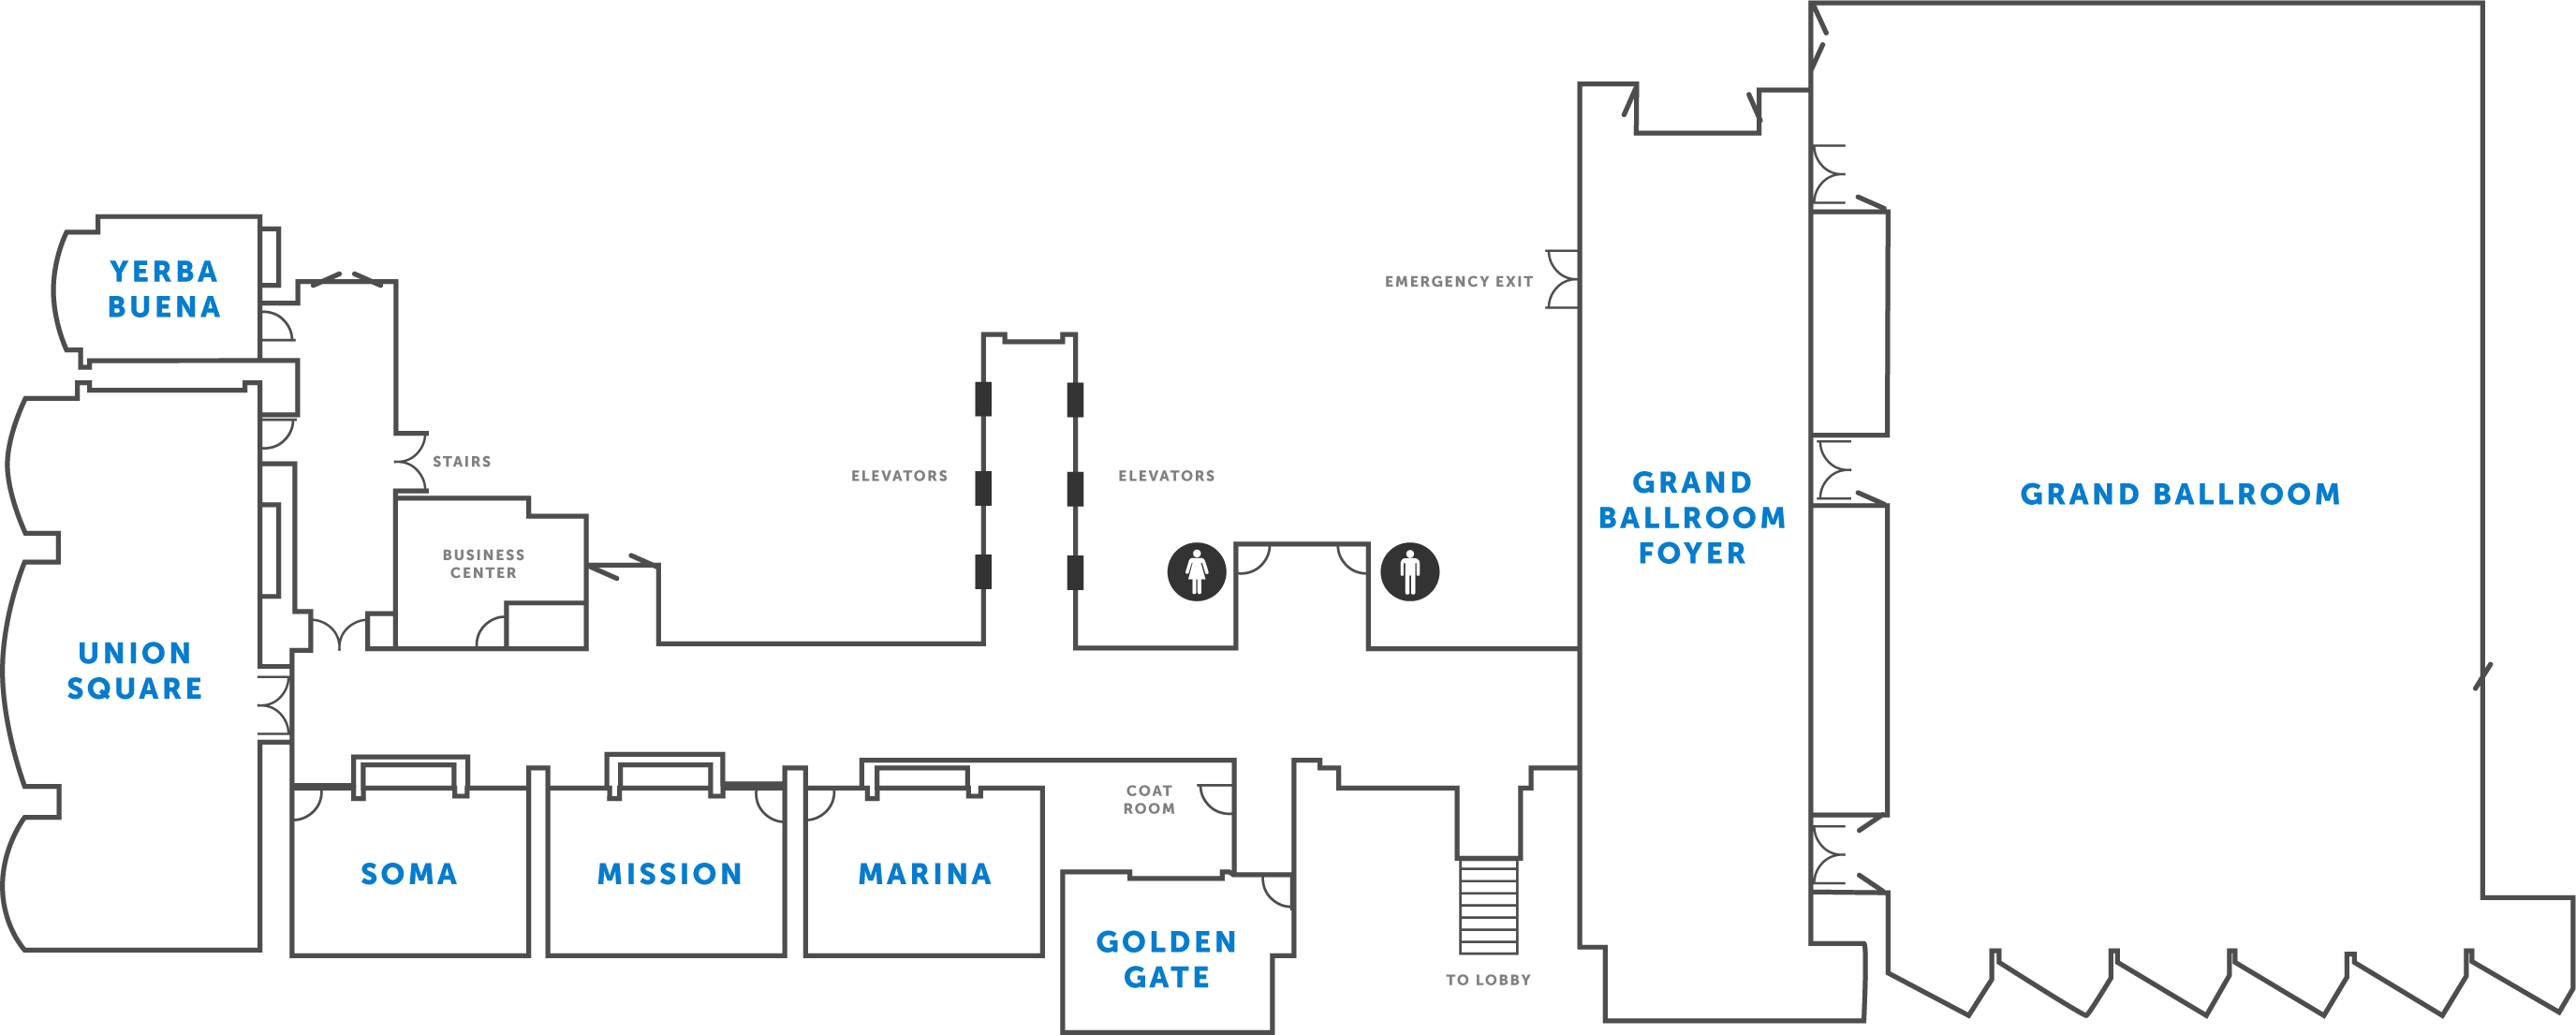 YERBA
BUENA
EMERGENCY EXIT
STAIRS
ELEVATORS
ELEVATORS
GRAND
BALLROOM
FOYER
GRAND BALLROOM
BUSINESS
CENTER
UNION
SQUARE
COAT
ROOM
SOMA
MISSION
MARINA
GOLDEN
GATE
TO LOBBY